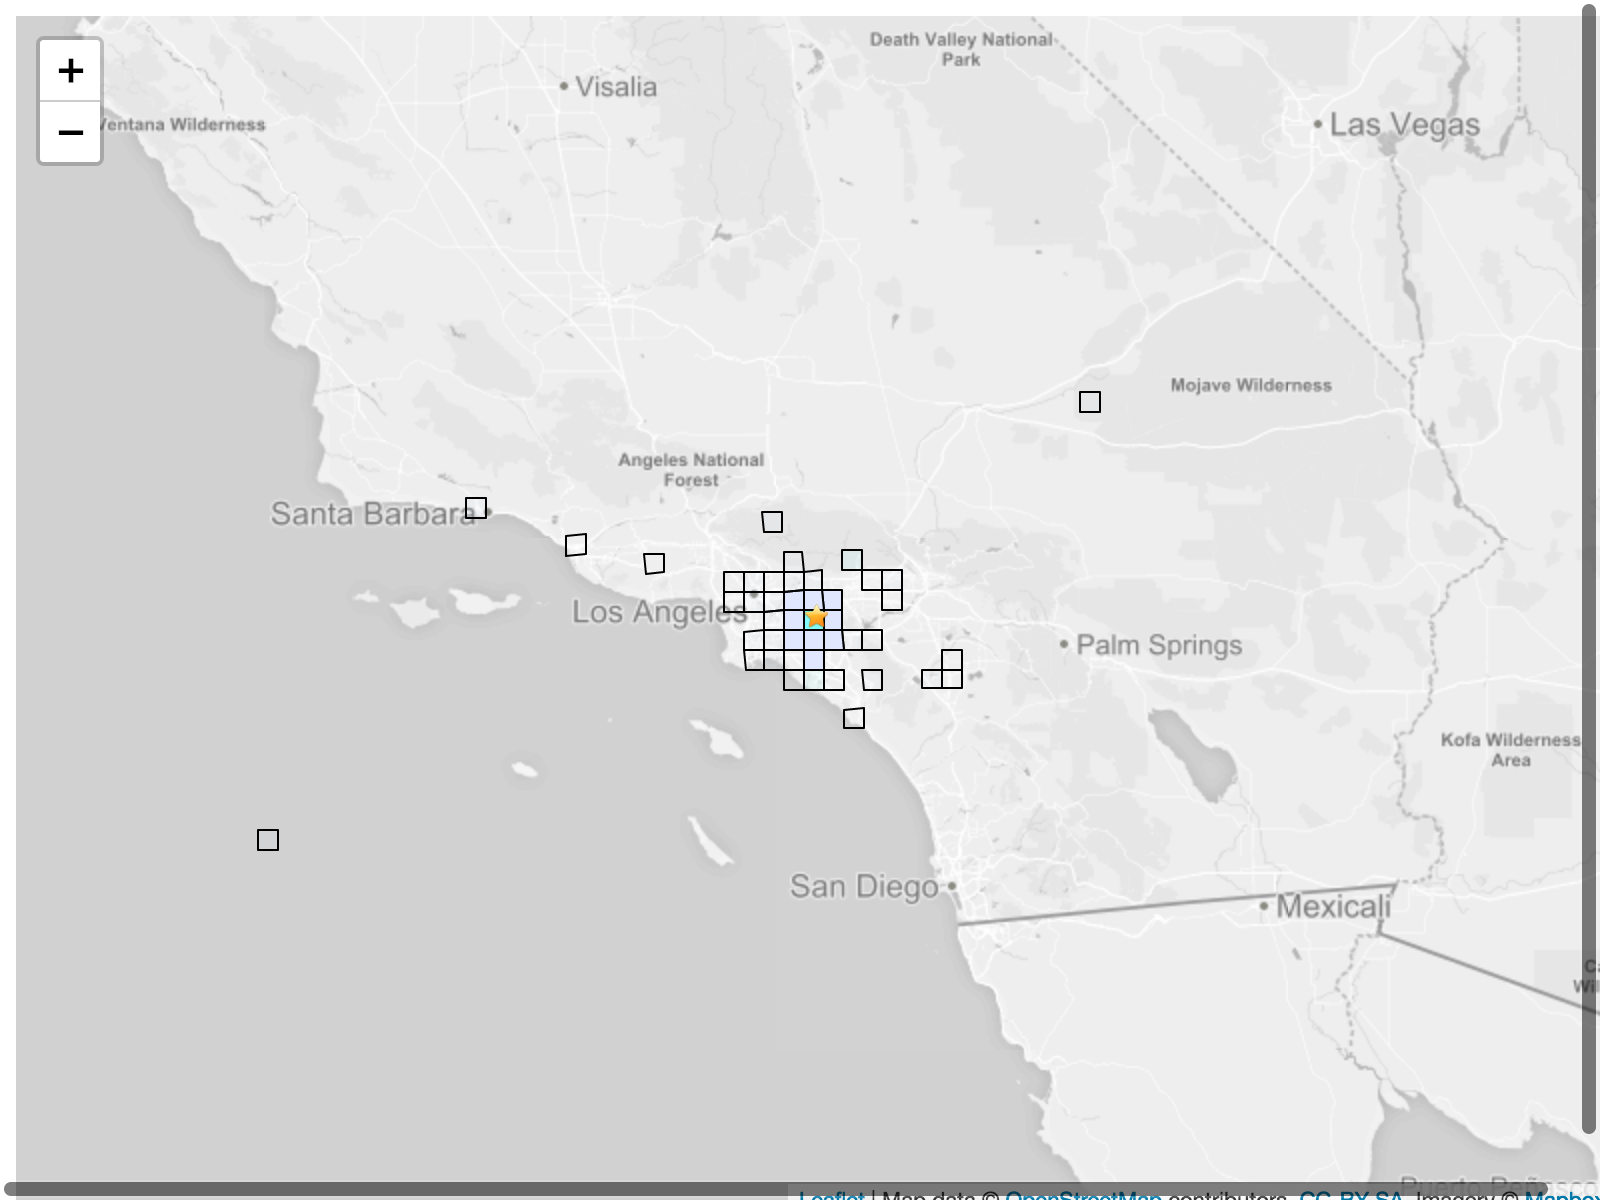 Death Valley National
Park
+
Visalia
−
Ventana Wilderness
Las Vegas
Mojave Wilderness
Angeles National
Forest
Santa Barbara
Los Angeles
Palm Springs
Kofa Wilderness
Area
San Diego
Mexicali
Leaflet | Map data © OpenStreetMap contributors, CC-BY-SA, Imagery © Mapbox